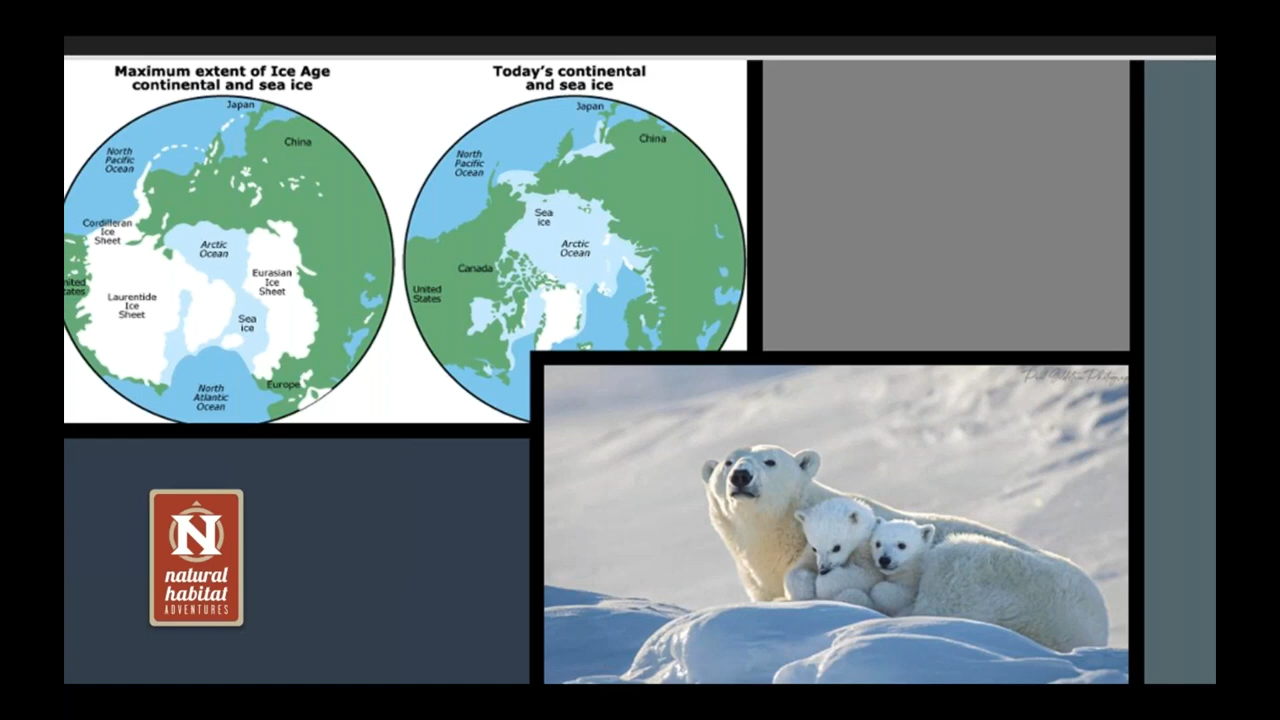 Maximum extent of Ice Age
continental and sea ice
Japan
China
North
Pacific
Ocean
Cordilleran
Ice
Sheet
Arctic
Ocean
Eurasian
Ice
Sheet
nited
tates
Laurentide
Ice
Sheet
Sea
ice
Europe
North
Atlantic
Ocean
Today's continental
and sea ice
Japan
China
North
Pacific
Ocean
Sea
ice
Arctic
Ocean
Canada
United
States
N
natural
habitat
ADVENTURES